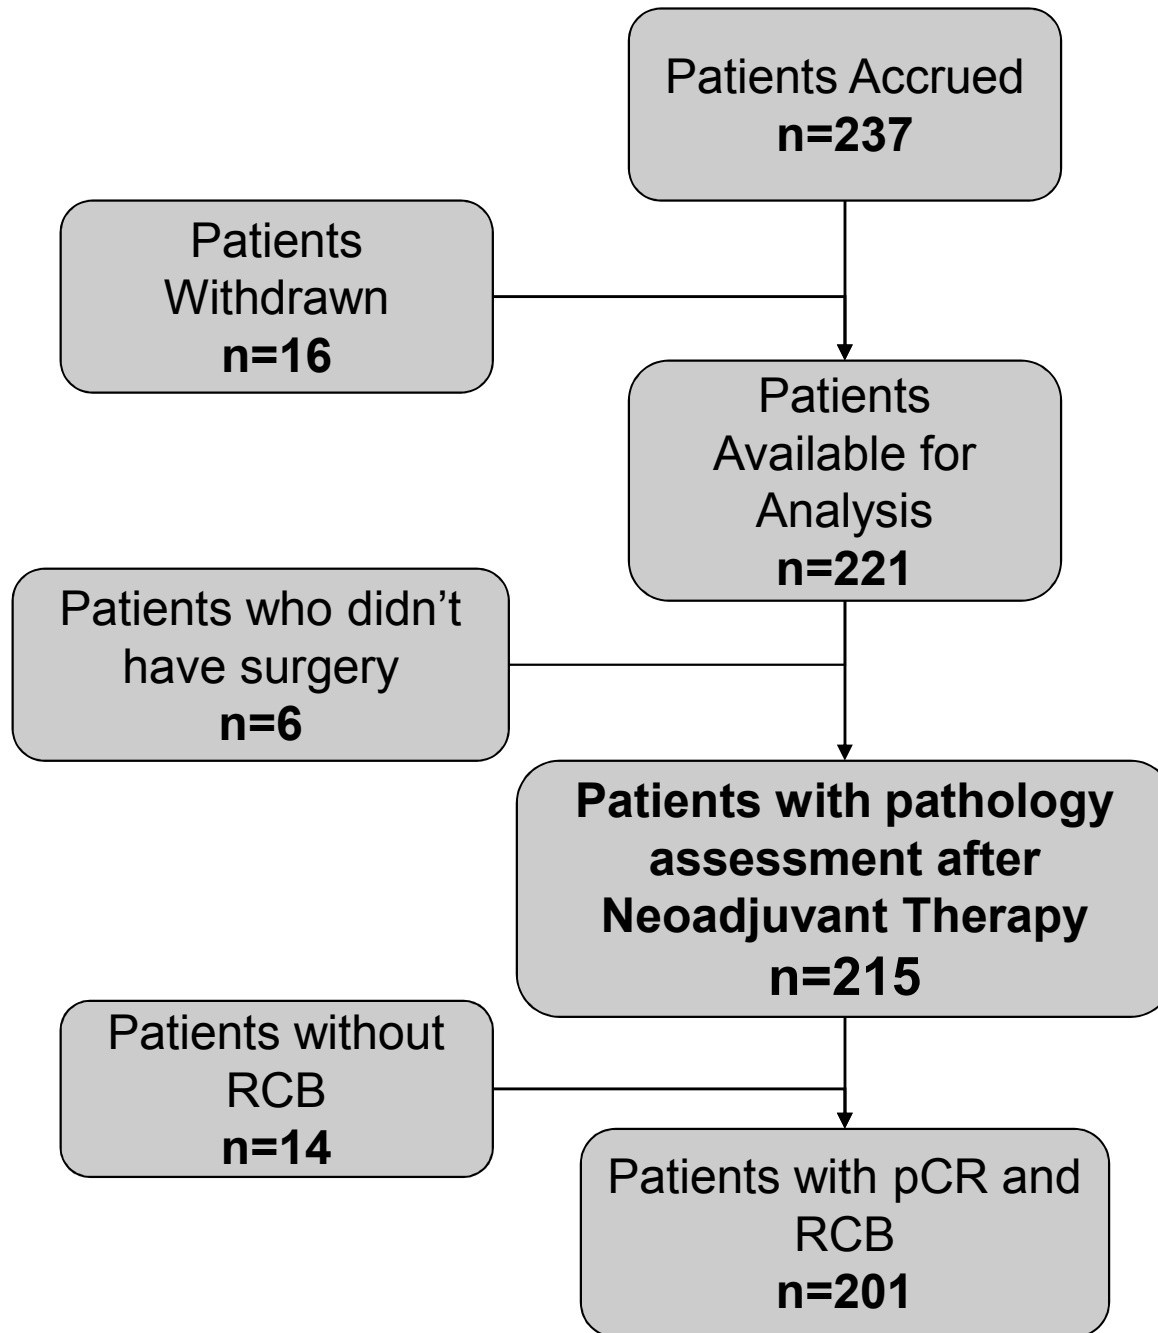 Patients Accrued
n=237
Patients
Withdrawn
n=16
Patients
Available for
Analysis
n=221
Patients who didn’t
have surgery
n=6
Patients with pathology
assessment after
Neoadjuvant Therapy
n=215
Patients without
RCB
n=14
Patients with pCR and
RCB
n=201